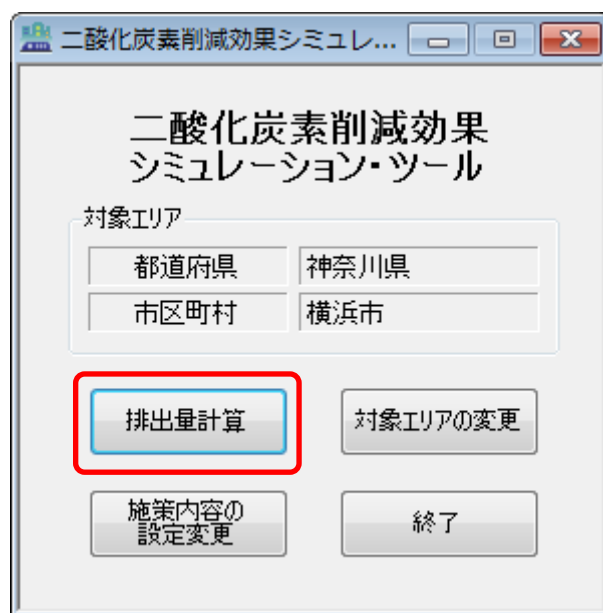 二酸化炭素削減効果シミュレ...
二酸化炭素削減効果
シミュレーション・ツール
対象エリア
都道府県 神奈川県
市区町村 横浜市
排出量計算 対象エリアの変更
施策内容の
設定変更
終了